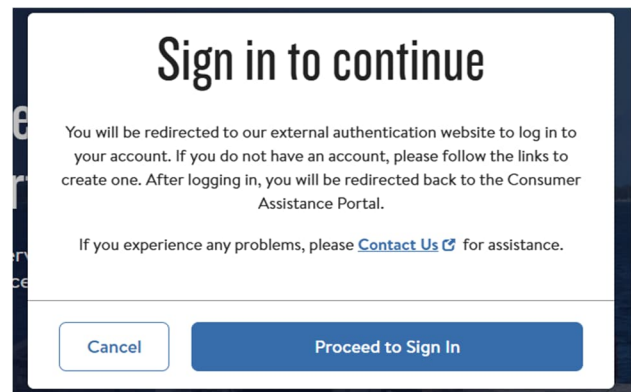 Sign in to continue
You will be redirected to our external authentication website to log in to
your account. If you do not have an account, please follow the links to
create one. After logging in, you will be redirected back to the Consumer
Assistance Portal.
If you experience any problems, please Contact Us for assistance.
Cancel
Proceed to Sign In